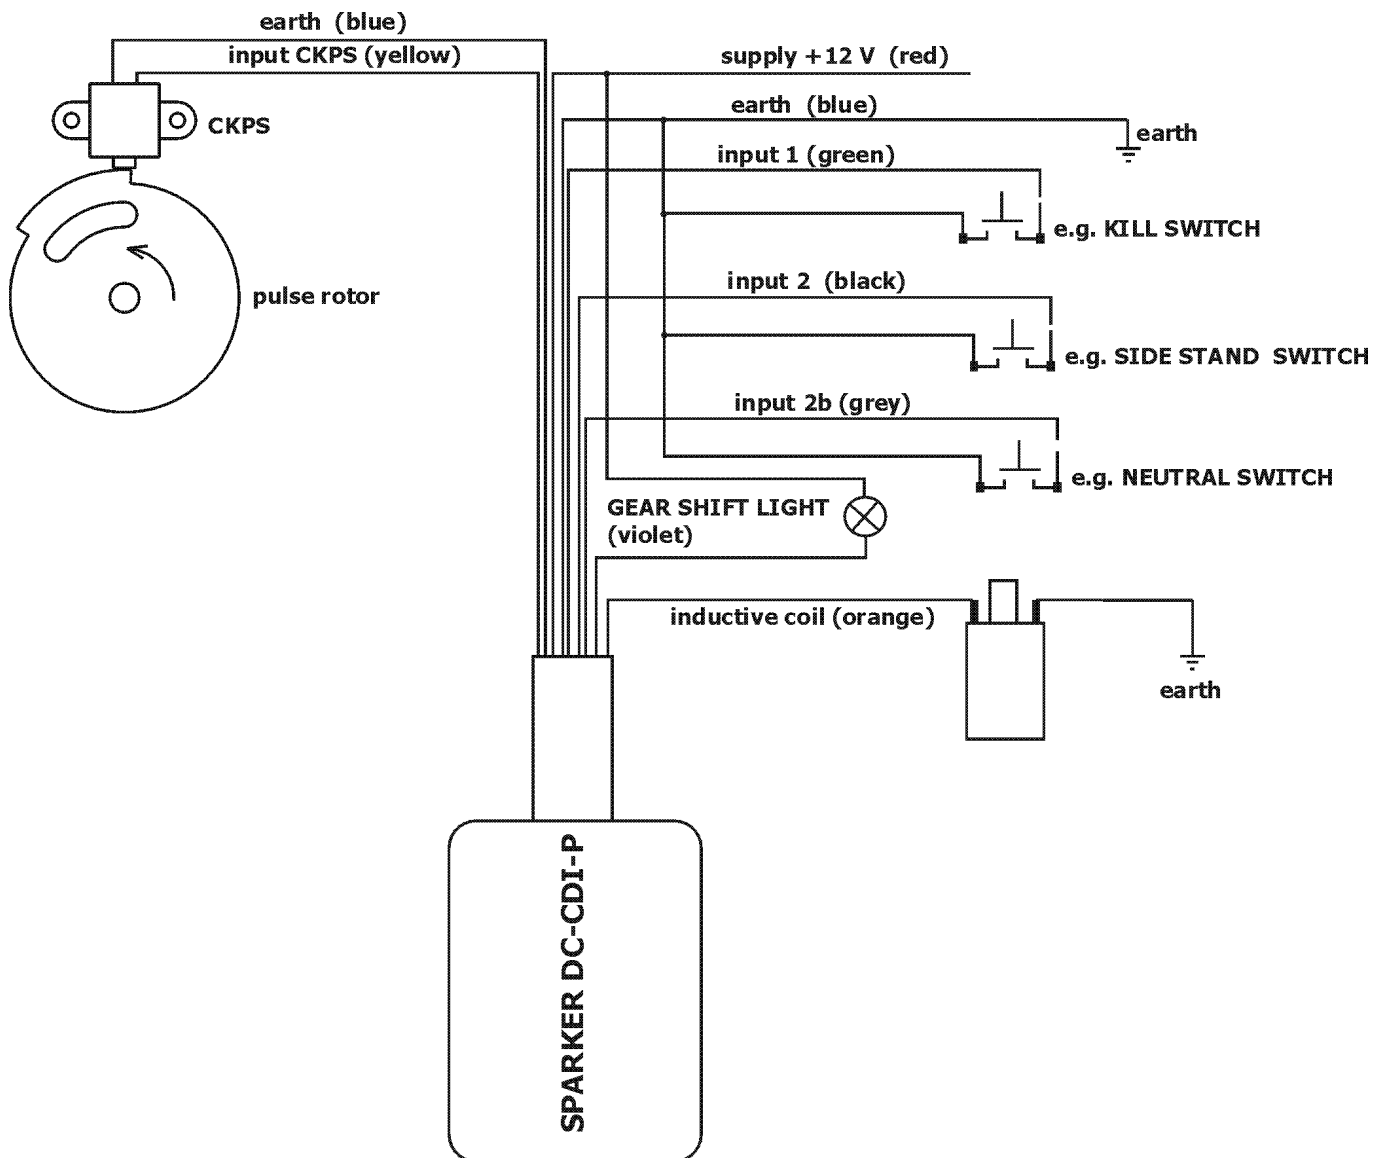 earth (blue)
input CKPS (yellow)
supply +12 V (red)
earth (blue)
CKPS
earth
input 1 (green)
e.g. KILL SWITCH
input 2 (black)
pulse rotor
e.g. SIDE STAND SWITCH
input 2b (grey)
e.g. NEUTRAL SWITCH
GEAR SHIFT LIGHT
(violet)
inductive coil (orange)
earth
SPARKER DC-CDI-P